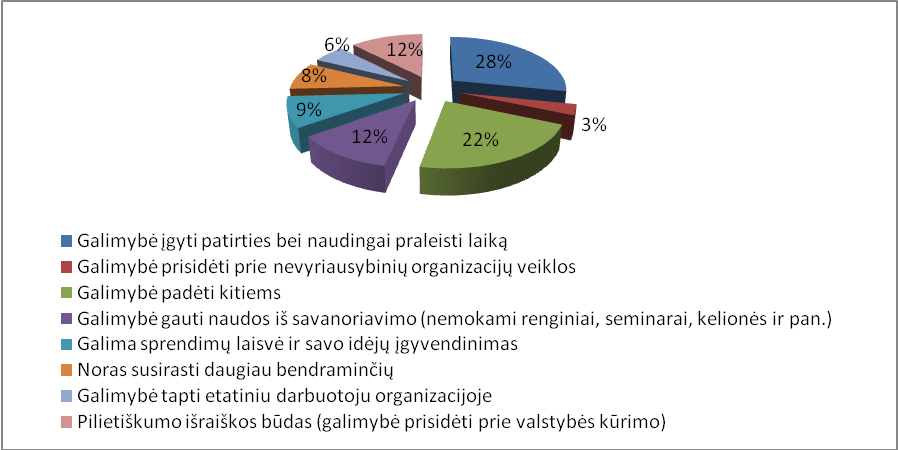 6%
12%
28%
8%
9%
3%
12%
22%
Galimybė įgyti patirties bei naudingai praleisti laiką
Galimybė prisidėti prie nevyriausybinių organizacijų veiklos
Galimybė padėti kitiems
Galimybė gauti naudos iš savanoriavimo (nemokami renginiai, seminarai, kelionės ir pan.)
Galima sprendimų laisvė ir savo idėjų įgyvendinimas
Noras susirasti daugiau bendraminčių
Galimybė tapti etatiniu darbuotoju organizacijoje
Pilietiškumo išraiškos būdas (galimybė prisidėti prie valstybės kūrimo)